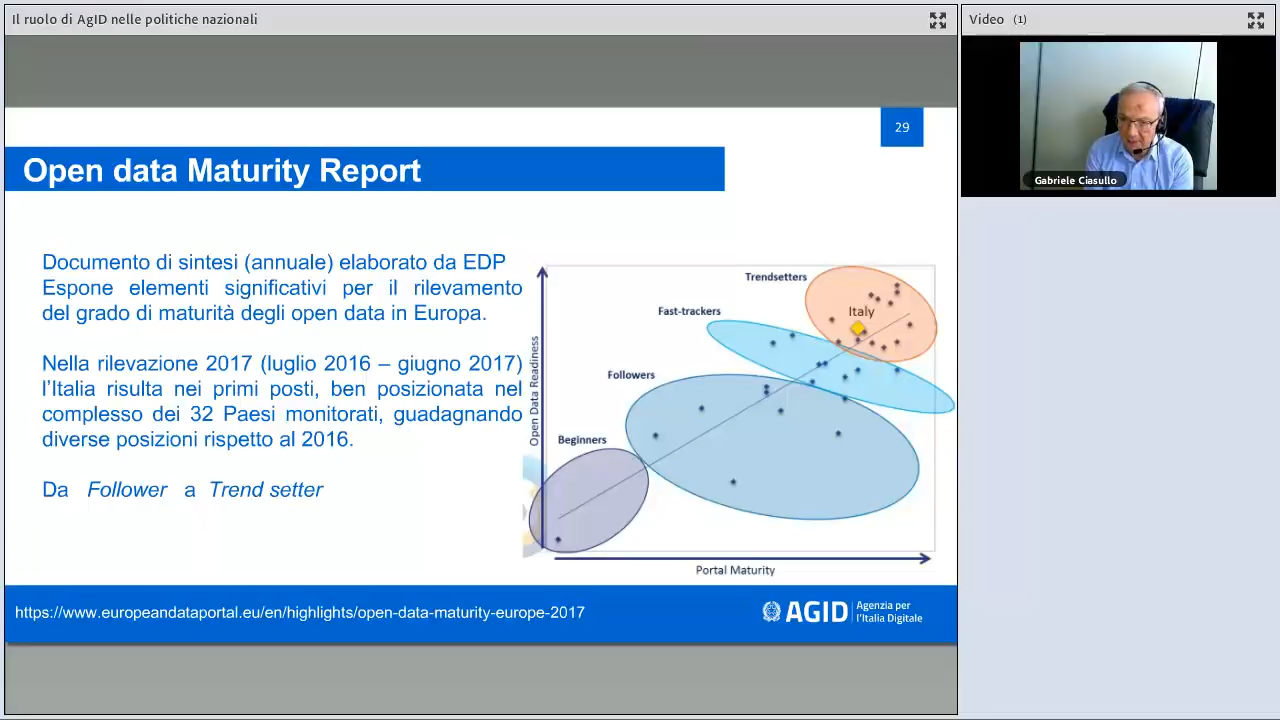 Il ruolo di AgID nelle politiche nazionali
Video (1)
Gabriele Ciasullo
29
Open data Maturity Report
Documento di sintesi (annuale) elaborato da EDP
Espone elementi significativi per il rilevamento
del grado di maturità degli open data in Europa.
Nella rilevazione 2017 (luglio 2016 – giugno 2017)
l’Italia risulta nei primi posti, ben posizionata nel
complesso dei 32 Paesi monitorati, guadagnando
diverse posizioni rispetto al 2016.
Da Follower a Trend setter
Trendsetters
Italy
Fast-trackers
Followers
Beginners
Open Data Readiness
Portal Maturity
https://www.europeandataportal.eu/en/highlights/open-data-maturity-europe-2017
AGID
Agenzia per
l’Italia Digitale